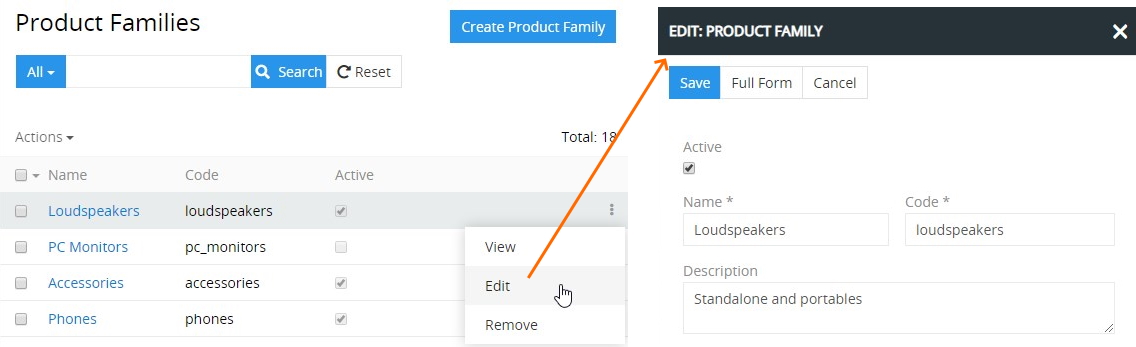 Product Families
Create Product Family
All
Search
Reset
Actions
Total: 18
Name Code Active
Loudspeakers loudspeakers
PC Monitors pc_monitors
Accessories accessories
Phones phones
View
Edit
Remove
EDIT: PRODUCT FAMILY
Save Full Form Cancel
Active
Name * Code *
Loudspeakers loudspeakers
Description
Standalone and portables